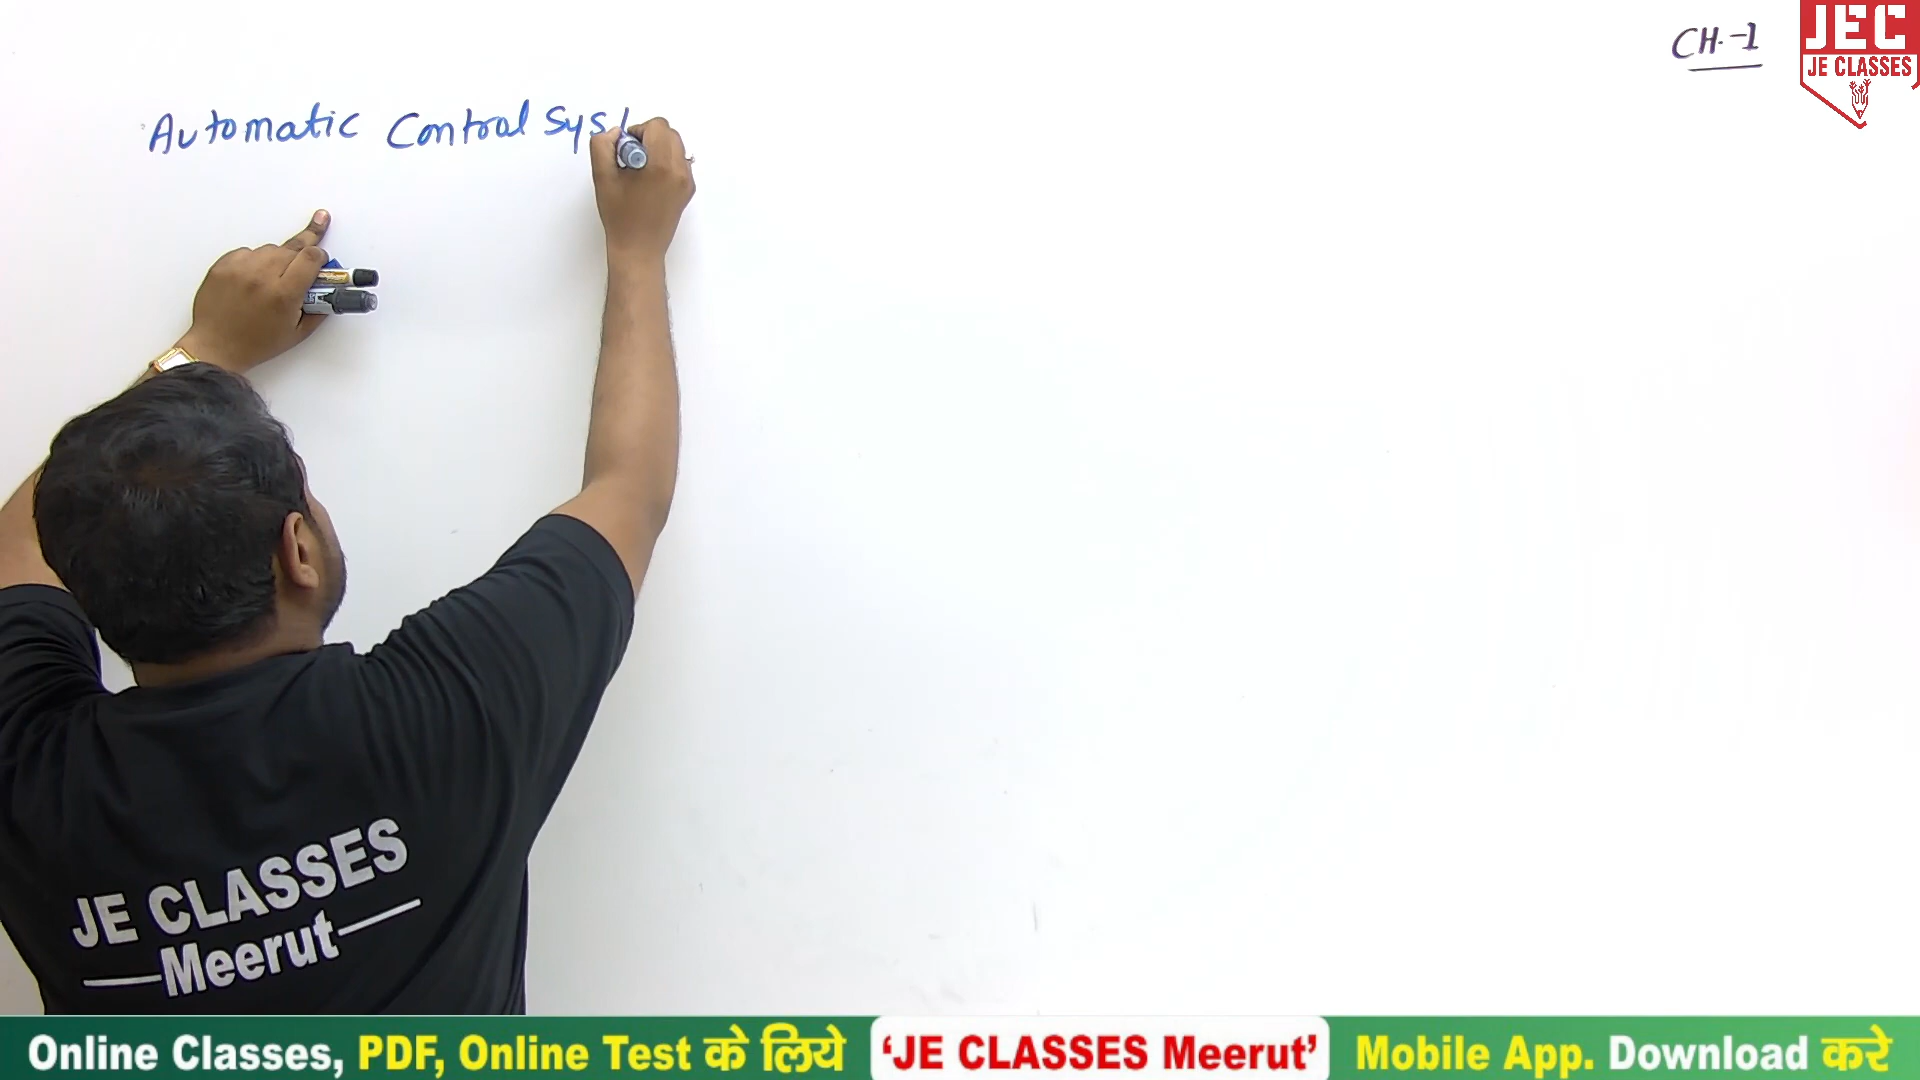 CH.-1
JEC
JE CLASSES
Automatic Control Sys
JE CLASSES
Meerut
Online Classes, PDF, Online Test के लिये 'JE CLASSES Meerut' Mobile App. Download करे